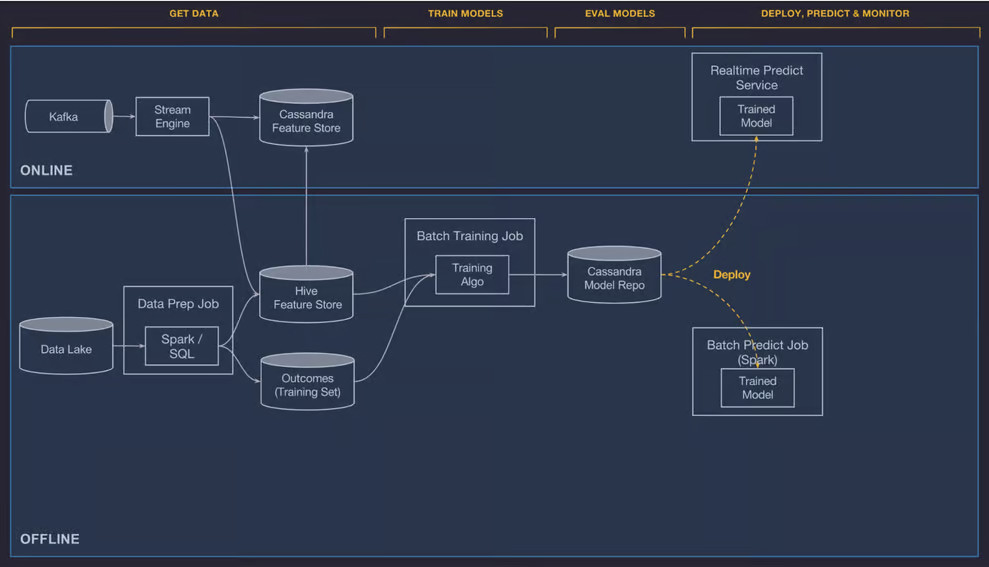 GET DATA
TRAIN MODELS
EVAL MODELS
DEPLOY, PREDICT & MONITOR
Kafka
Stream
Engine
Cassandra
Feature Store
Realtime Predict
Service
Trained
Model
ONLINE
Data Lake
Data Prep Job
Spark /
SQL
Hive
Feature Store
Outcomes
(Training Set)
Batch Training Job
Training
Algo
Cassandra
Model Repo
Deploy
Batch Predict Job
(Spark)
Trained
Model
OFFLINE